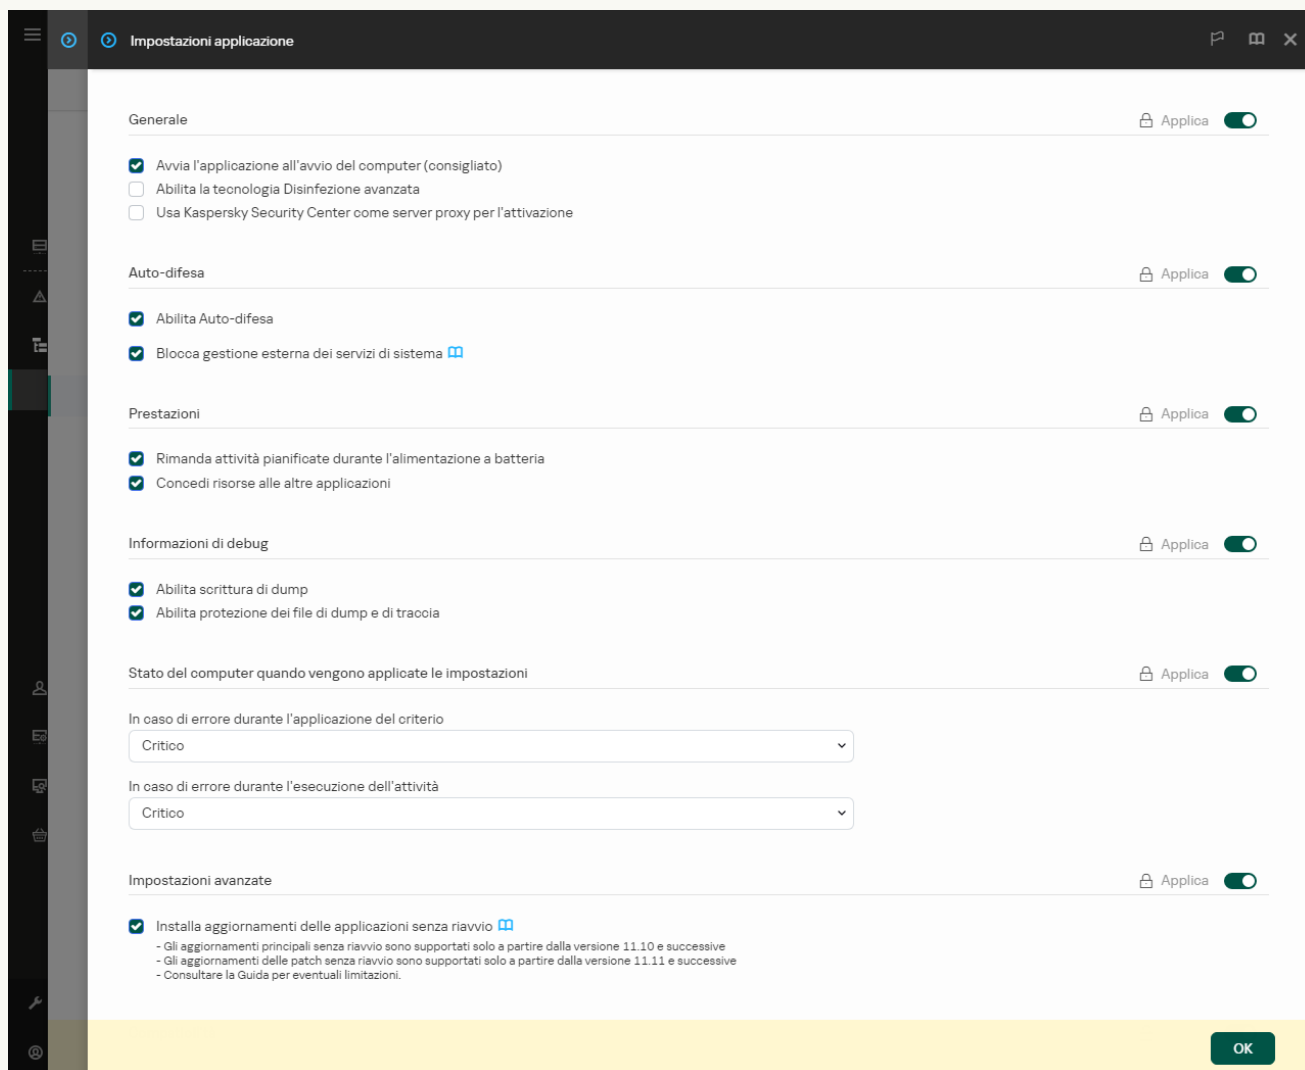 Impostazioni applicazione
Generale
Applica
Avvia l'applicazione all'avvio del computer (consigliato)
Abilita la tecnologia Disinfezione avanzata
Usa Kaspersky Security Center come server proxy per l'attivazione
Auto-difesa
Applica
Abilita Auto-difesa
Blocca gestione esterna dei servizi di sistema
Prestazioni
Applica
Rimanda attività pianificate durante l'alimentazione a batteria
Concedi risorse alle altre applicazioni
Informazioni di debug
Applica
Abilita scrittura di dump
Abilita protezione dei file di dump e di traccia
Stato del computer quando vengono applicate le impostazioni
Applica
In caso di errore durante l'applicazione del criterio
Critico
In caso di errore durante l'esecuzione dell'attività
Critico
Impostazioni avanzate
Applica
Installa aggiornamenti delle applicazioni senza riavvio
- Gli aggiornamenti principali senza riavvio sono supportati solo a partire dalla versione 11.10 e successive
- Gli aggiornamenti delle patch senza riavvio sono supportati solo a partire dalla versione 11.11 e successive
- Consultare la Guida per eventuali limitazioni.
OK